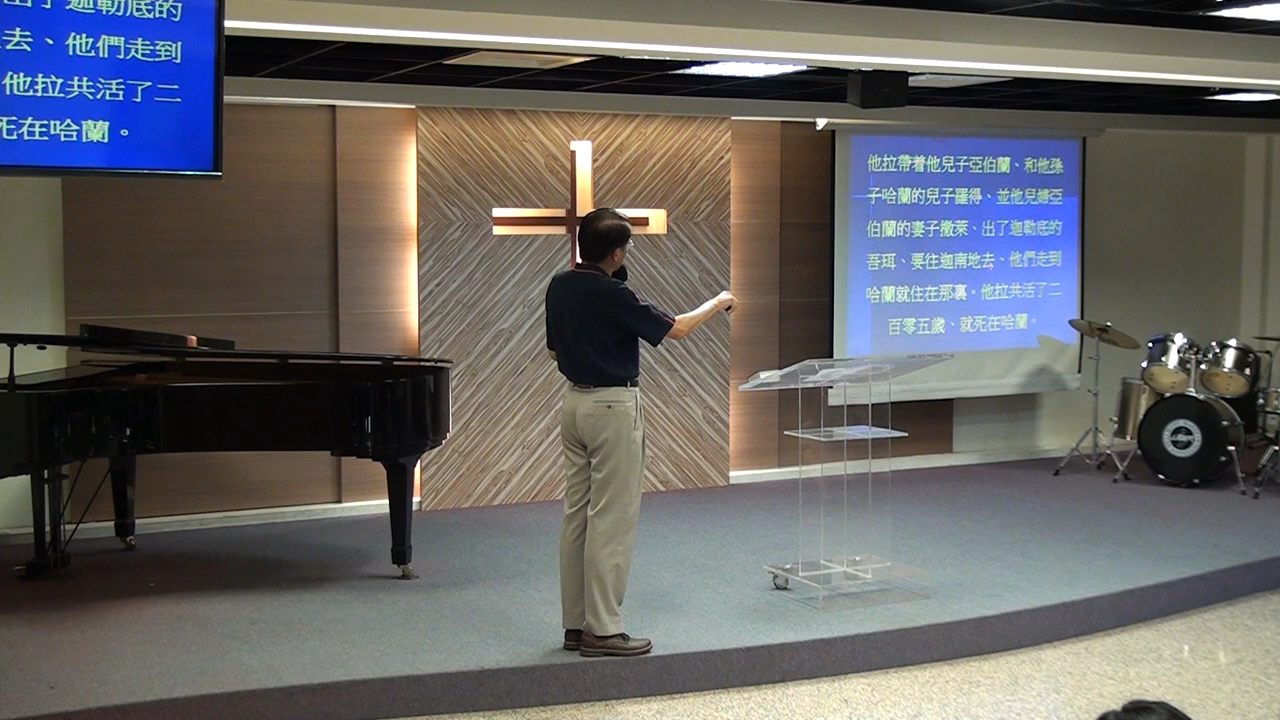 出了迦勒底的
去、他們走到
他拉共活了二
死在哈蘭。
他拉帶着他兒子亞伯蘭、和他孫
子哈蘭的兒子羅得、並他兒婦亞
伯蘭的妻子撒萊、出了迦勒底的
吾珥、要往迦南地去、他們走到
哈蘭就住在那裏。他拉共活了二
百零五歲、就死在哈蘭。